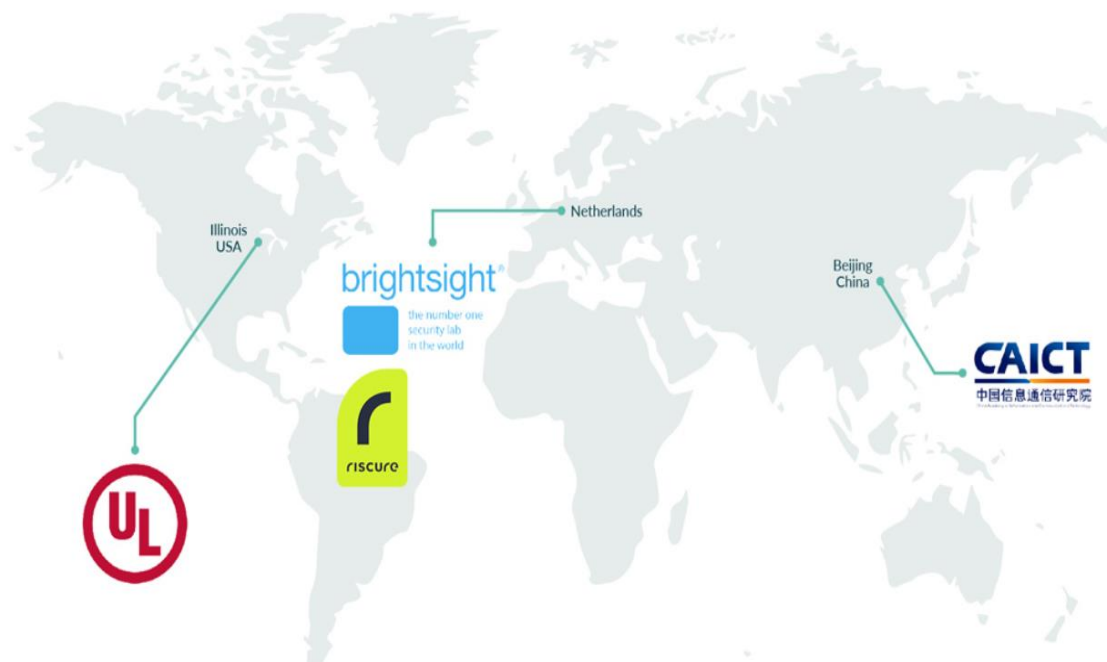 Illinois
USA
Netherlands
brightsight®
the number one
security lab
in the world
riscure
UL
Beijing
China
CAICT
中国信息通信研究院